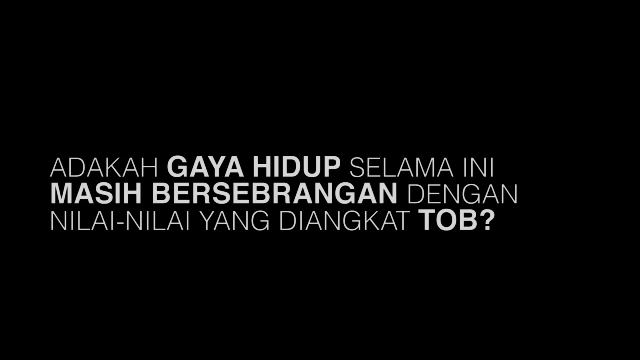 ADAKAH GAYA HIDUP SELAMA INI
MASIH BERSEBRANGAN DENGAN
NILAI-NILAI YANG DIANGKAT TOB?